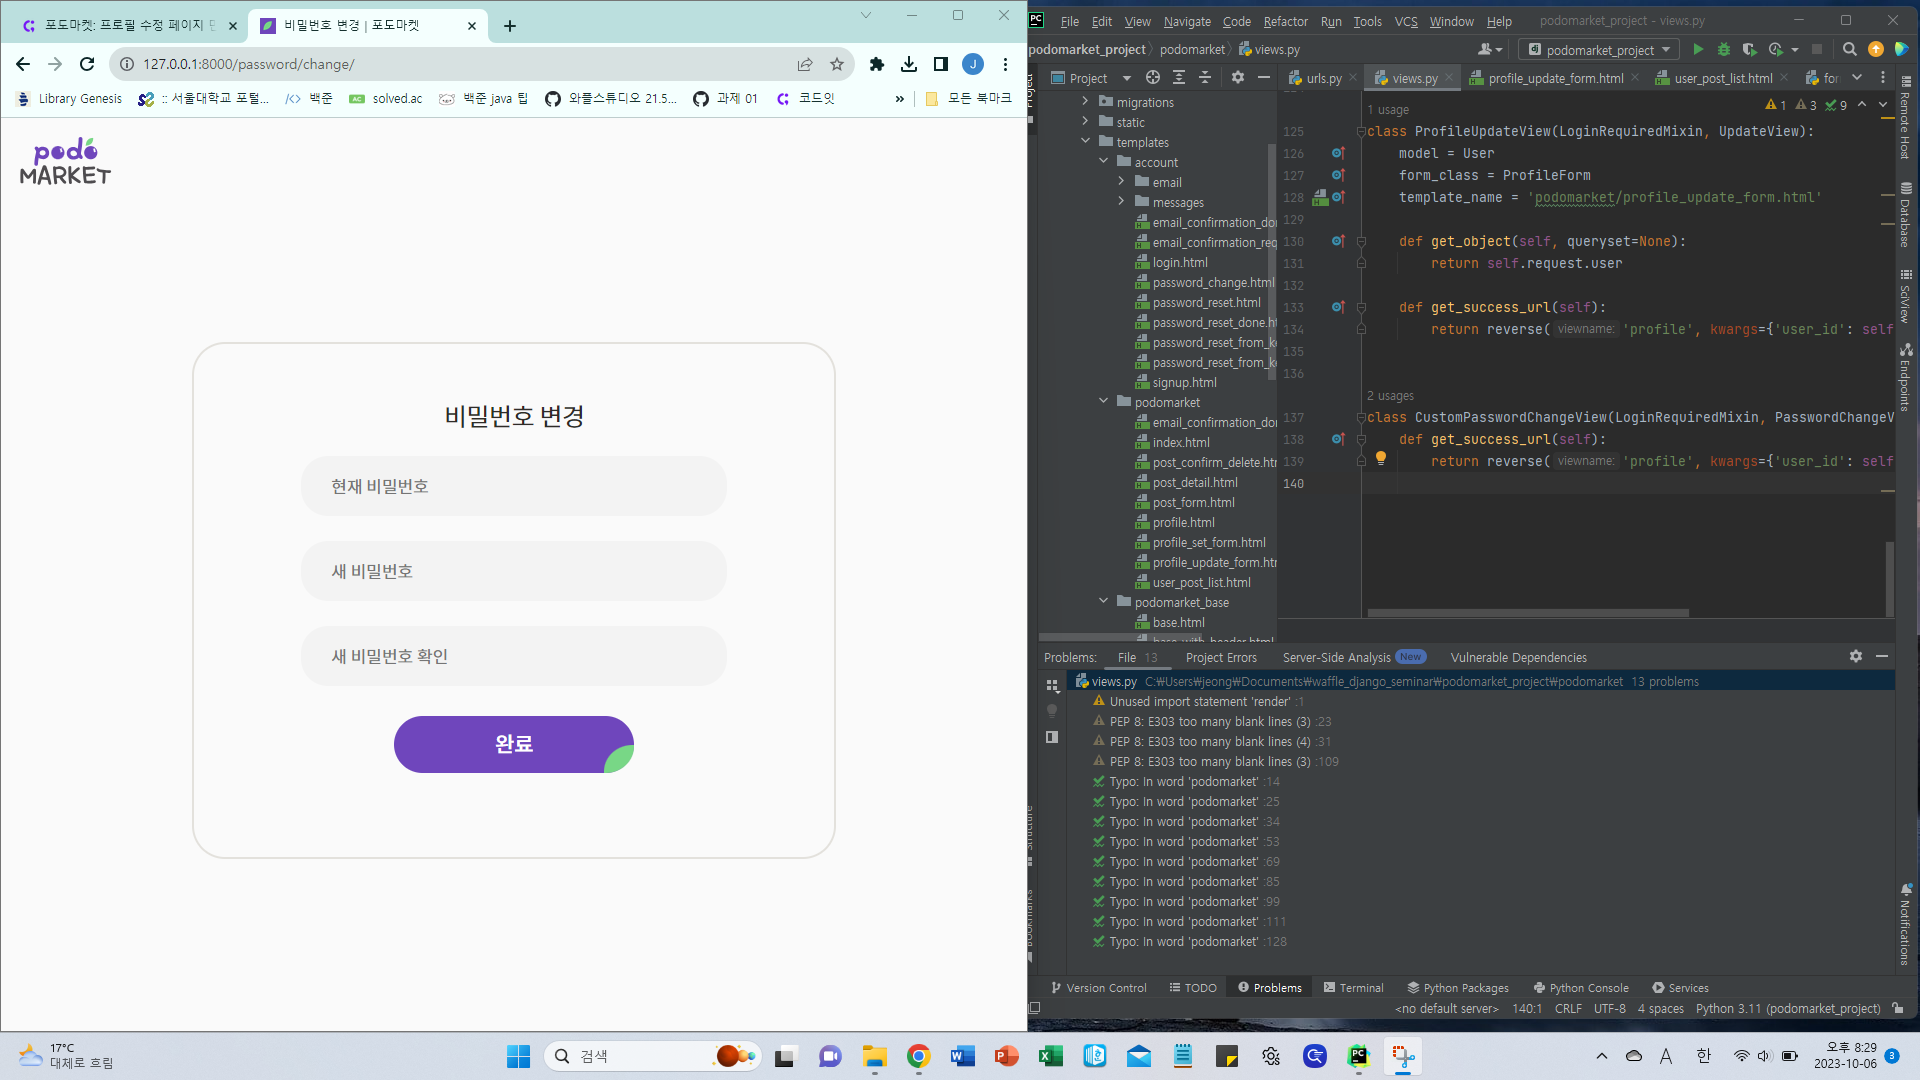 포도마켓: 프로필 수정 페이지
비밀번호 변경 | 포도마켓
127.0.0.1:8000/password/change/
J
Library Genesis
:: 서울대학교 포털...
백준
solved.ac
백준 java 팁
와플스튜디오 21.5...
과제 01
코드잇
»
모든 북마크
podo
MARKET
비밀번호 변경
현재 비밀번호
새 비밀번호
새 비밀번호 확인
완료
PC
File Edit View Navigate Code Refactor Run Tools VCS Window Help
podomarket_project - views.py
podomarket_project
podomarket
views.py
podomarket_project
Project
urls.py
views.py
profile_update_form.html
user_post_list.html
migrations
static
templates
account
email
messages
email_confirmation_do
email_confirmation_re
login.html
password_change.html
password_reset.html
password_reset_done.h
password_reset_from_k
password_reset_from_k
signup.html
podomarket
email_confirmation_do
index.html
post_confirm_delete.ht
post_detail.html
post_form.html
profile.html
profile_set_form.html
profile_update_form.ht
user_post_list.html
podomarket_base
base.html
1 usage
1 3 9
125 class ProfileUpdateView(LoginRequiredMixin, UpdateView):
126 model = User
127 form_class = ProfileForm
128 template_name = 'podomarket/profile_update_form.html'
129
130 def get_object(self, queryset=None):
131 return self.request.user
132
133 def get_success_url(self):
134 return reverse( viewname: 'profile', kwargs={'user_id': self
135
136
2 usages
137 class CustomPasswordChangeView(LoginRequiredMixin, PasswordChangeV
138 def get_success_url(self):
139 return reverse( viewname: 'profile', kwargs={'user_id': self
140
Remote Host
Database
SciView
Endpoints
Notifications
Problems: File 13 Project Errors Server-Side Analysis New Vulnerable Dependencies
views.py C:₩Users₩jeong₩Documents₩waffle_django_seminar₩podomarket_project₩podomarket 13 problems
Unused import statement 'render' :1
PEP 8: E303 too many blank lines (3) :23
PEP 8: E303 too many blank lines (4) :31
PEP 8: E303 too many blank lines (3) :109
Typo: In word 'podomarket' :14
Typo: In word 'podomarket' :25
Typo: In word 'podomarket' :34
Typo: In word 'podomarket' :53
Typo: In word 'podomarket' :69
Typo: In word 'podomarket' :85
Typo: In word 'podomarket' :99
Typo: In word 'podomarket' :111
Typo: In word 'podomarket' :128
Version Control TODO Problems Terminal Python Packages Python Console Services
<no default server> 140:1 CRLF UTF-8 4 spaces Python 3.11 (podomarket_project)
17°C
대체로 흐림
검색
A
한
오후 8:29
2023-10-06
3